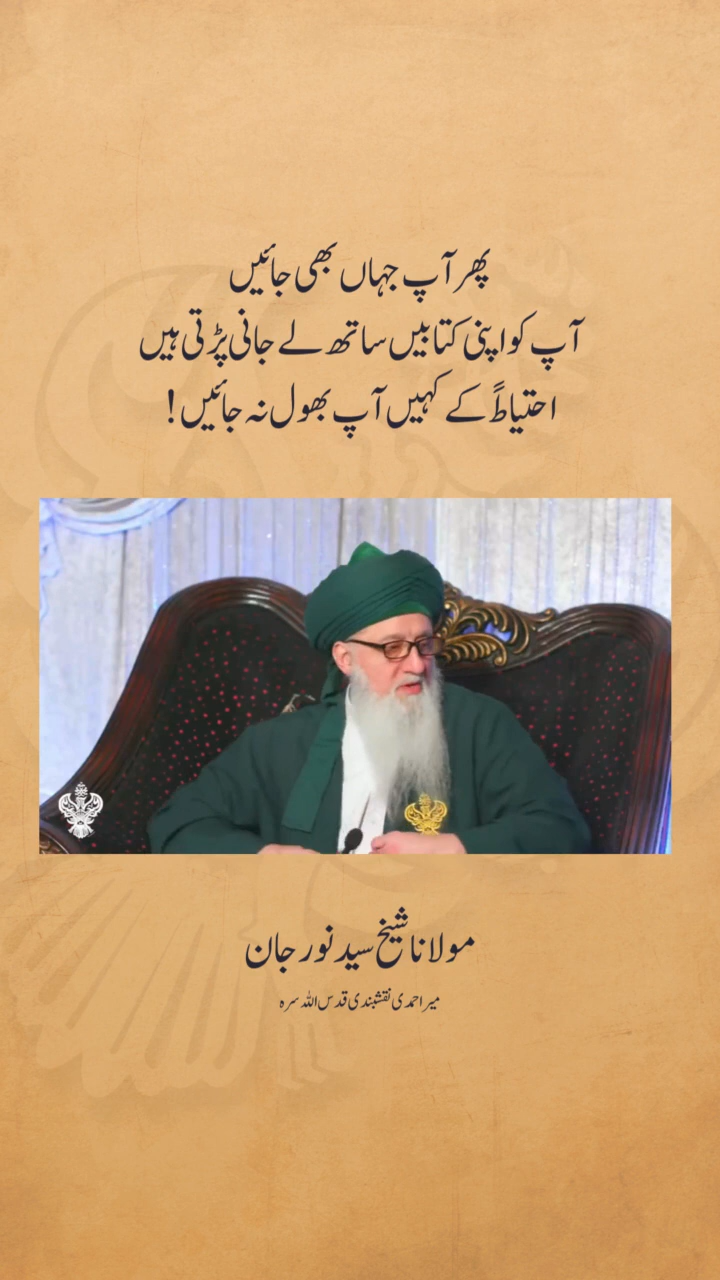 پھر آپ جہاں بھی جائیں
آپ کو اپنی کتابیں ساتھ لے جانی پڑتی ہیں
احتیاطً کے کہیں آپ بھول نہ جائیں!
مولانا شیخ سید نور جان
میر احمدی نقشبندی قدس اللہ سرہ